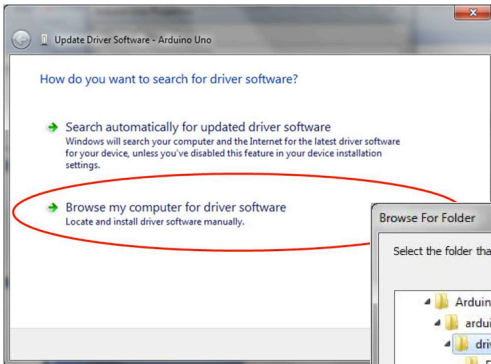 Update Driver Software - Arduino Uno
How do you want to search for driver software?
Search automatically for updated driver software
Windows will search your computer and the Internet for the latest driver software
for your device, unless you've disabled this feature in your device installation
settings.
Browse my computer for driver software
Locate and install driver software manually.
Browse For Folder
Select the folder tha
Arduin
ardui
dri